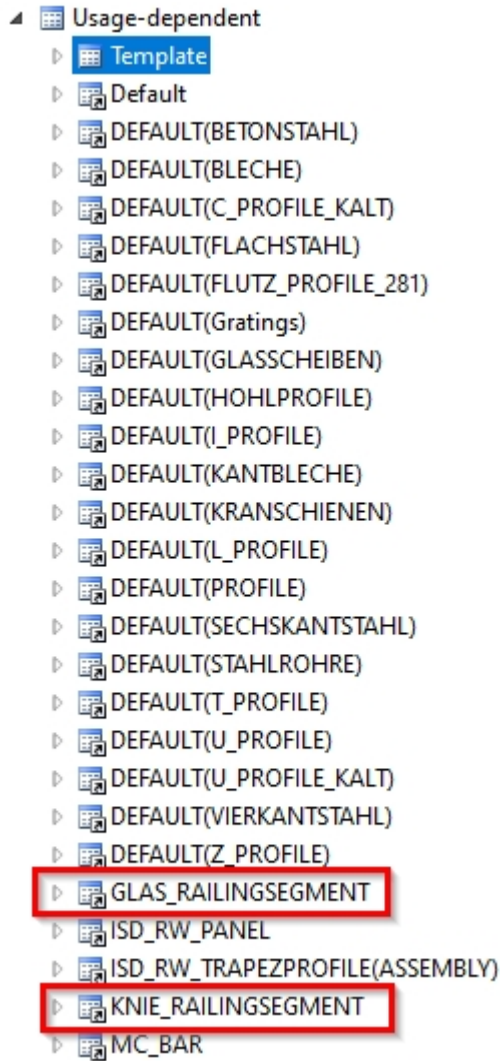 Usage-dependent
Template
Default
DEFAULT(BETONSTAHL)
DEFAULT(BLECHE)
DEFAULT(C_PROFILE_KALT)
DEFAULT(FLACHSTAHL)
DEFAULT(FLUTZ_PROFILE_281)
DEFAULT(Gratings)
DEFAULT(GLASSCHEIBEN)
DEFAULT(HOHLPROFILE)
DEFAULT(I_PROFILE)
DEFAULT(KANTBLECHE)
DEFAULT(KRANSCHIENEN)
DEFAULT(L_PROFILE)
DEFAULT(PROFILE)
DEFAULT(SECHSKANTSTAHL)
DEFAULT(STAHLROHRE)
DEFAULT(T_PROFILE)
DEFAULT(U_PROFILE)
DEFAULT(U_PROFILE_KALT)
DEFAULT(VIERKANTSTAHL)
DEFAULT(Z_PROFILE)
GLAS_RAILINGSEGMENT
ISD_RW_PANEL
ISD_RW_TRAPEZPROFILE(ASSEMBLY)
KNIE_RAILINGSEGMENT
MC_BAR